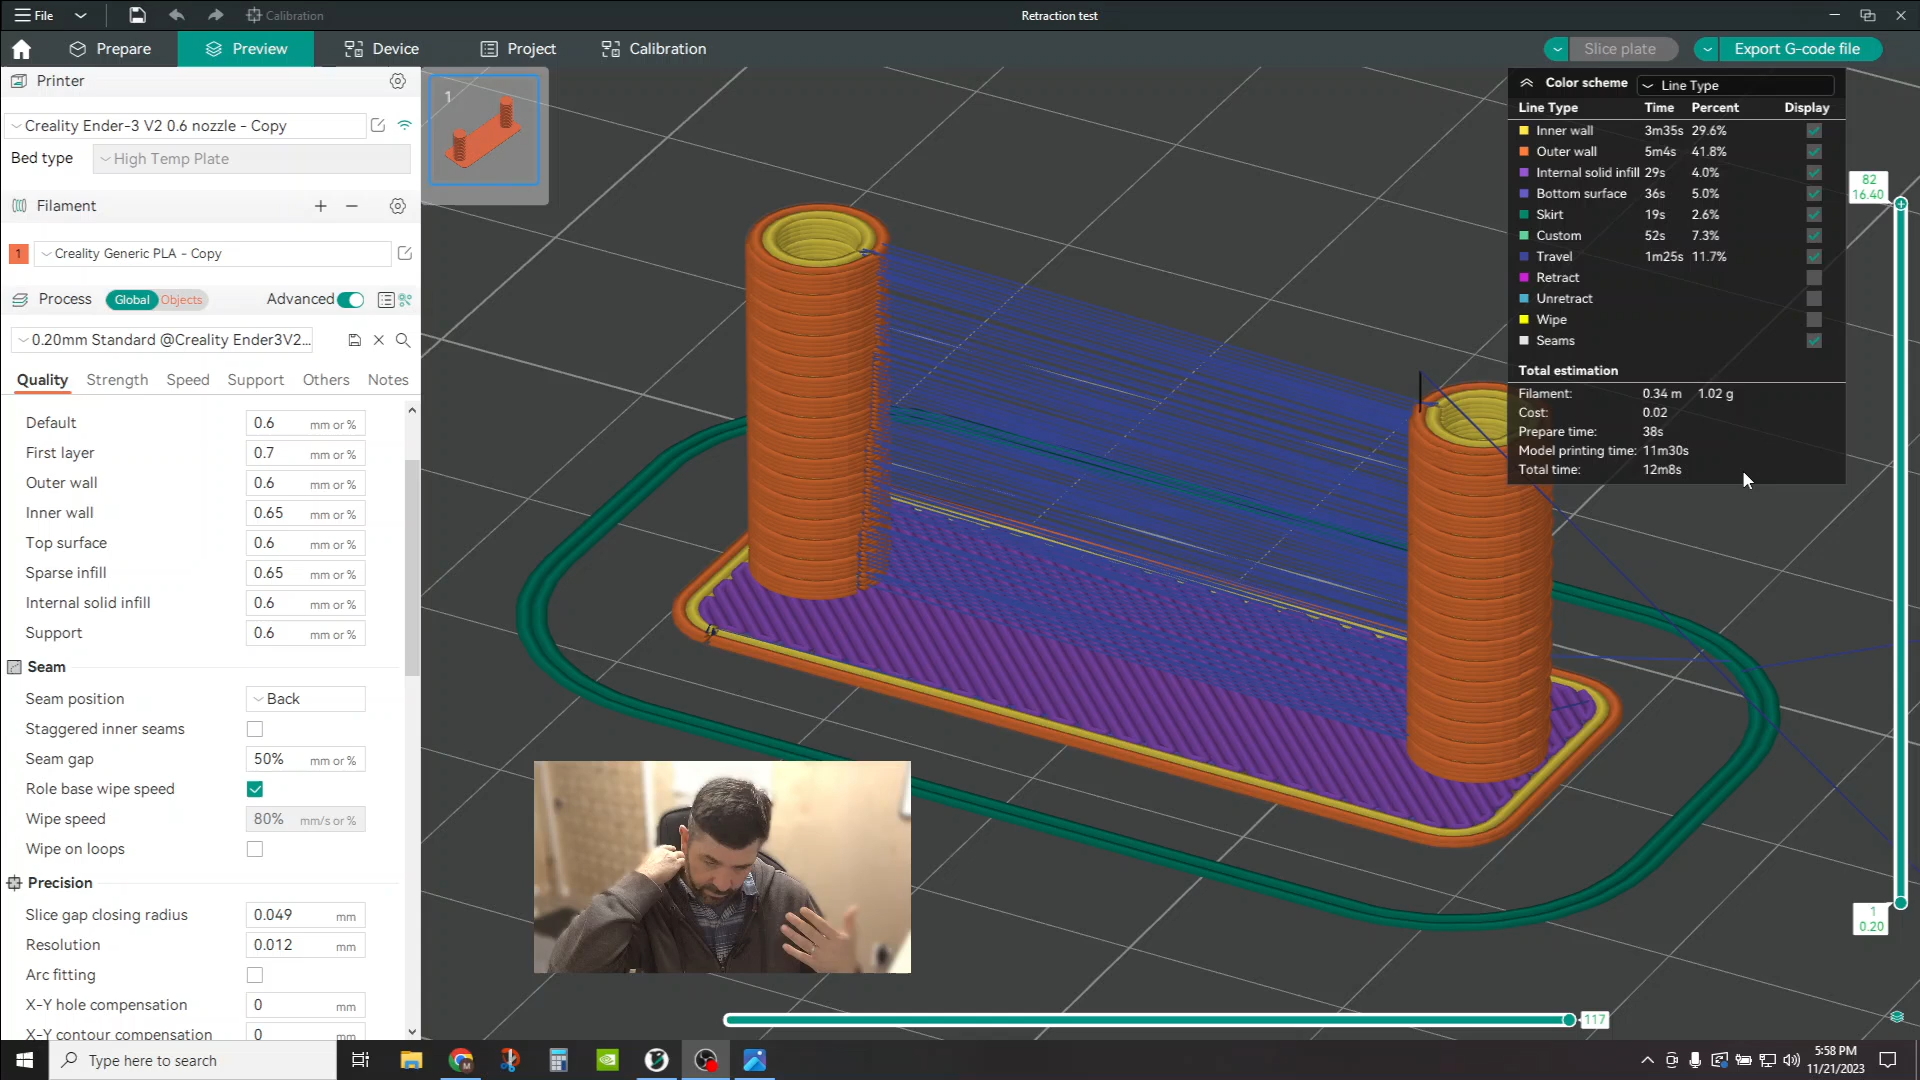 File
Calibration
Retraction test
Prepare
Preview
Device
Project
Calibration
Slice plate
Export G-code file
Printer
Creality Ender-3 V2 0.6 nozzle - Copy
Bed type
High Temp Plate
Filament
1
Creality Generic PLA - Copy
Process
Global
Objects
Advanced
0.20mm Standard @Creality Ender3V2...
Quality
Strength
Speed
Support
Others
Notes
Default 0.6 mm or %
First layer 0.7 mm or %
Outer wall 0.6 mm or %
Inner wall 0.65 mm or %
Top surface 0.6 mm or %
Sparse infill 0.65 mm or %
Internal solid infill 0.6 mm or %
Support 0.6 mm or %
Seam
Seam position Back
Staggered inner seams
Seam gap 50% mm or %
Role base wipe speed
Wipe speed 80% mm/s or %
Wipe on loops
Precision
Slice gap closing radius 0.049 mm
Resolution 0.012 mm
Arc fitting
X-Y hole compensation 0 mm
X-Y contour compensation 0 mm
1
Color scheme Line Type
Line Type Time Percent Display
Inner wall 3m35s 29.6%
Outer wall 5m4s 41.8%
Internal solid infill 29s 4.0%
Bottom surface 36s 5.0%
Skirt 19s 2.6%
Custom 52s 7.3%
Travel 1m25s 11.7%
Retract
Unretract
Wipe
Seams
Total estimation
Filament: 0.34 m 1.02 g
Cost: 0.02
Prepare time: 38s
Model printing time: 11m30s
Total time: 12m8s
82
16.40
1
0.20
117
Type here to search
5:58 PM
11/21/2023